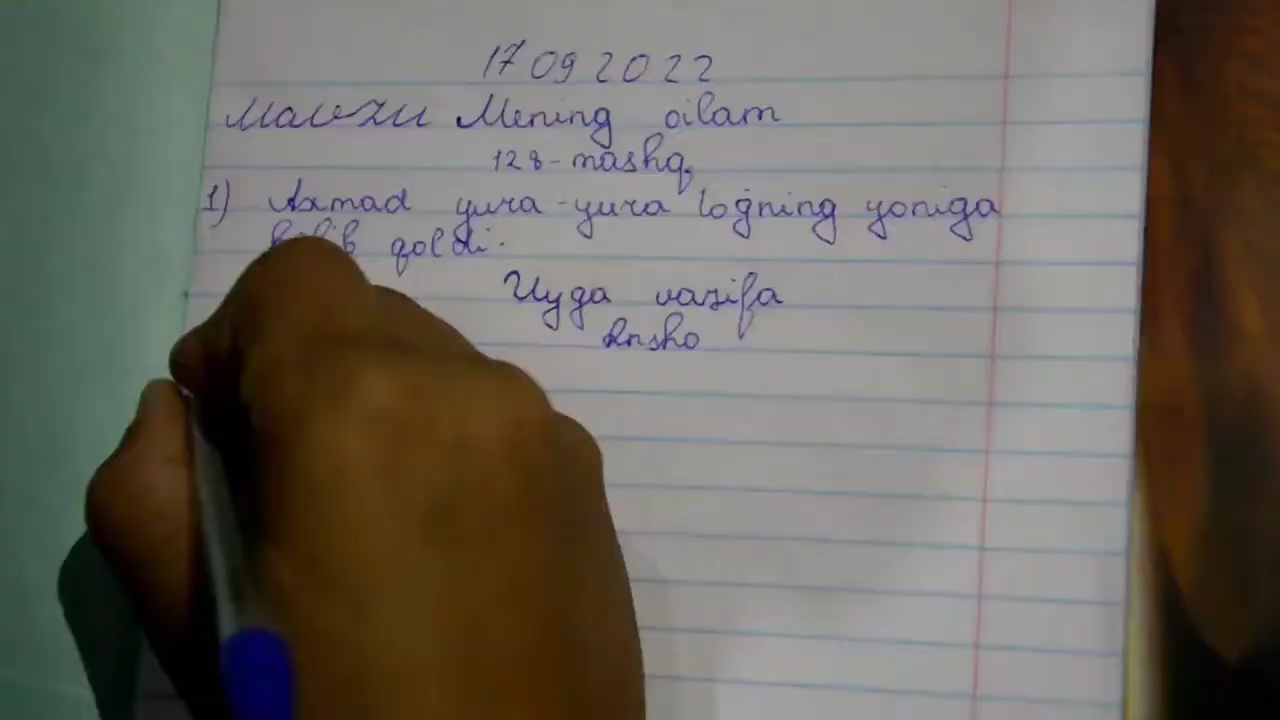 17 09 2022
Mavzu Mening oilam
128-mashq
1) Axmad yura-yura tog'ning yoniga
kelib qoldi.
Uyga vazifa
Insho